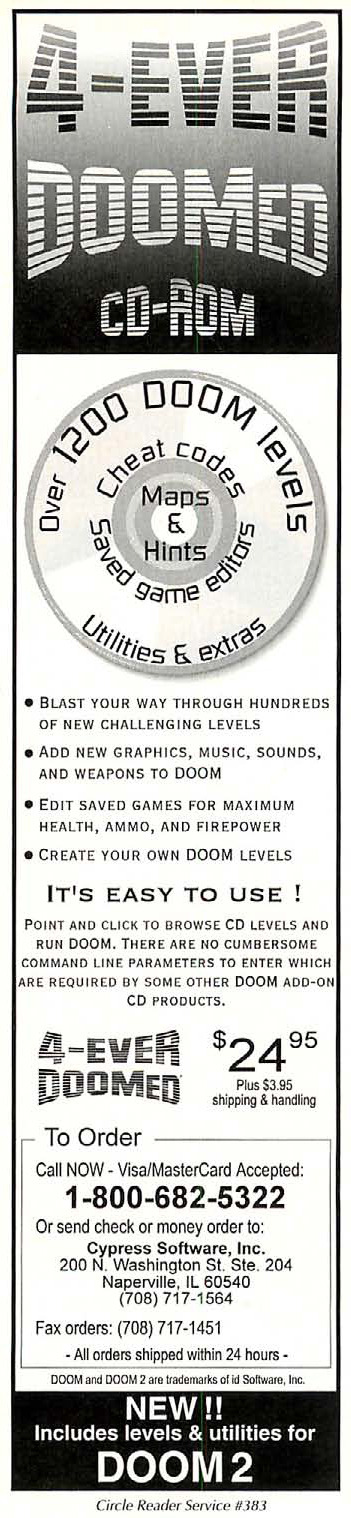 4-EVER
DOOMED
CD-ROM
Over 1200 DOOM levels
Cheat codes
Maps
&
Hints
Saved game editors
Utilities & extras
● BLAST YOUR WAY THROUGH HUNDREDS
OF NEW CHALLENGING LEVELS
● ADD NEW GRAPHICS, MUSIC, SOUNDS,
AND WEAPONS TO DOOM
● EDIT SAVED GAMES FOR MAXIMUM
HEALTH, AMMO, AND FIREPOWER
● CREATE YOUR OWN DOOM LEVELS
IT'S EASY TO USE !
POINT AND CLICK TO BROWSE CD LEVELS AND
RUN DOOM. THERE ARE NO CUMBERSOME
COMMAND LINE PARAMETERS TO ENTER WHICH
ARE REQUIRED BY SOME OTHER DOOM ADD-ON
CD PRODUCTS.
4-EVER
DOOMED
$24 95
Plus $3.95
shipping & handling
To Order
Call NOW - Visa/MasterCard Accepted:
1-800-682-5322
Or send check or money order to:
Cypress Software, Inc.
200 N. Washington St. Ste. 204
Naperville, IL 60540
(708) 717-1564
Fax orders: (708) 717-1451
- All orders shipped within 24 hours -
DOOM and DOOM 2 are trademarks of id Software, Inc.
NEW !!
Includes levels & utilities for
DOOM 2
Circle Reader Service #383